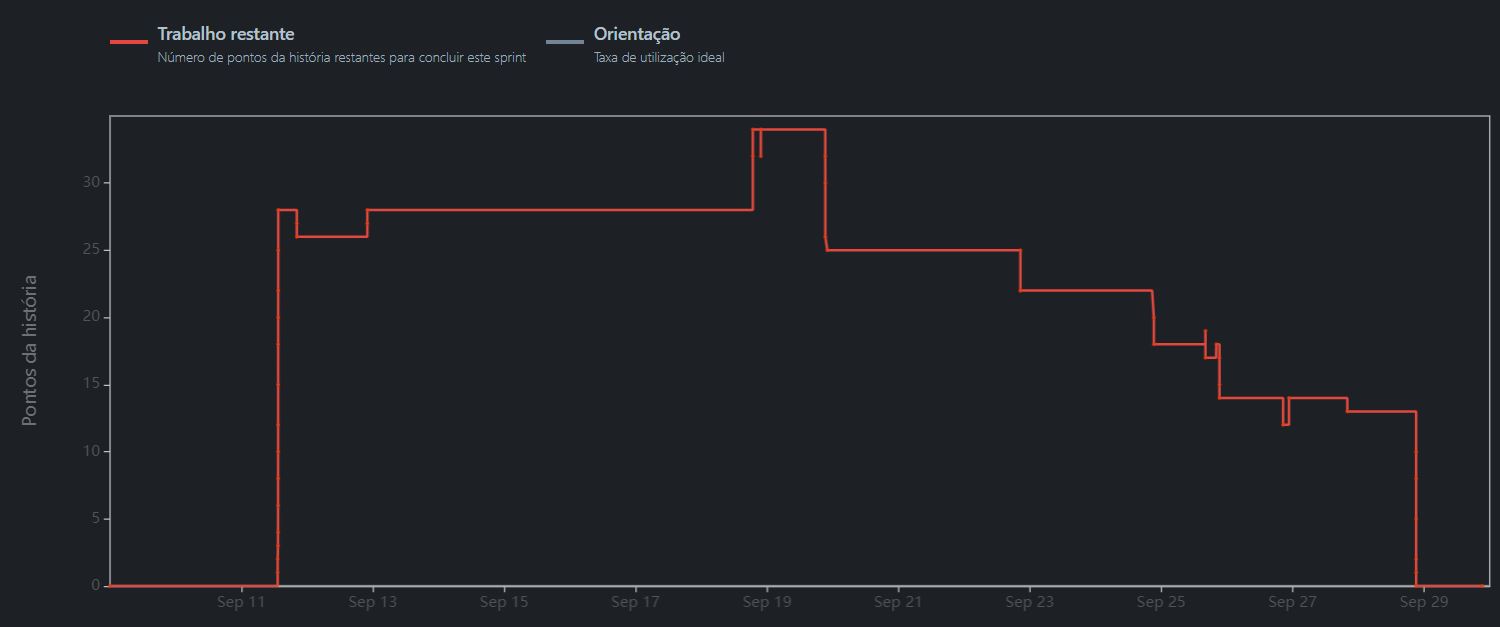 Trabalho restante
Número de pontos da história restantes para concluir este sprint
Orientação
Taxa de utilização ideal
Pontos da história
30
25
20
15
10
5
0
Sep 11 Sep 13 Sep 15 Sep 17 Sep 19 Sep 21 Sep 23 Sep 25 Sep 27 Sep 29